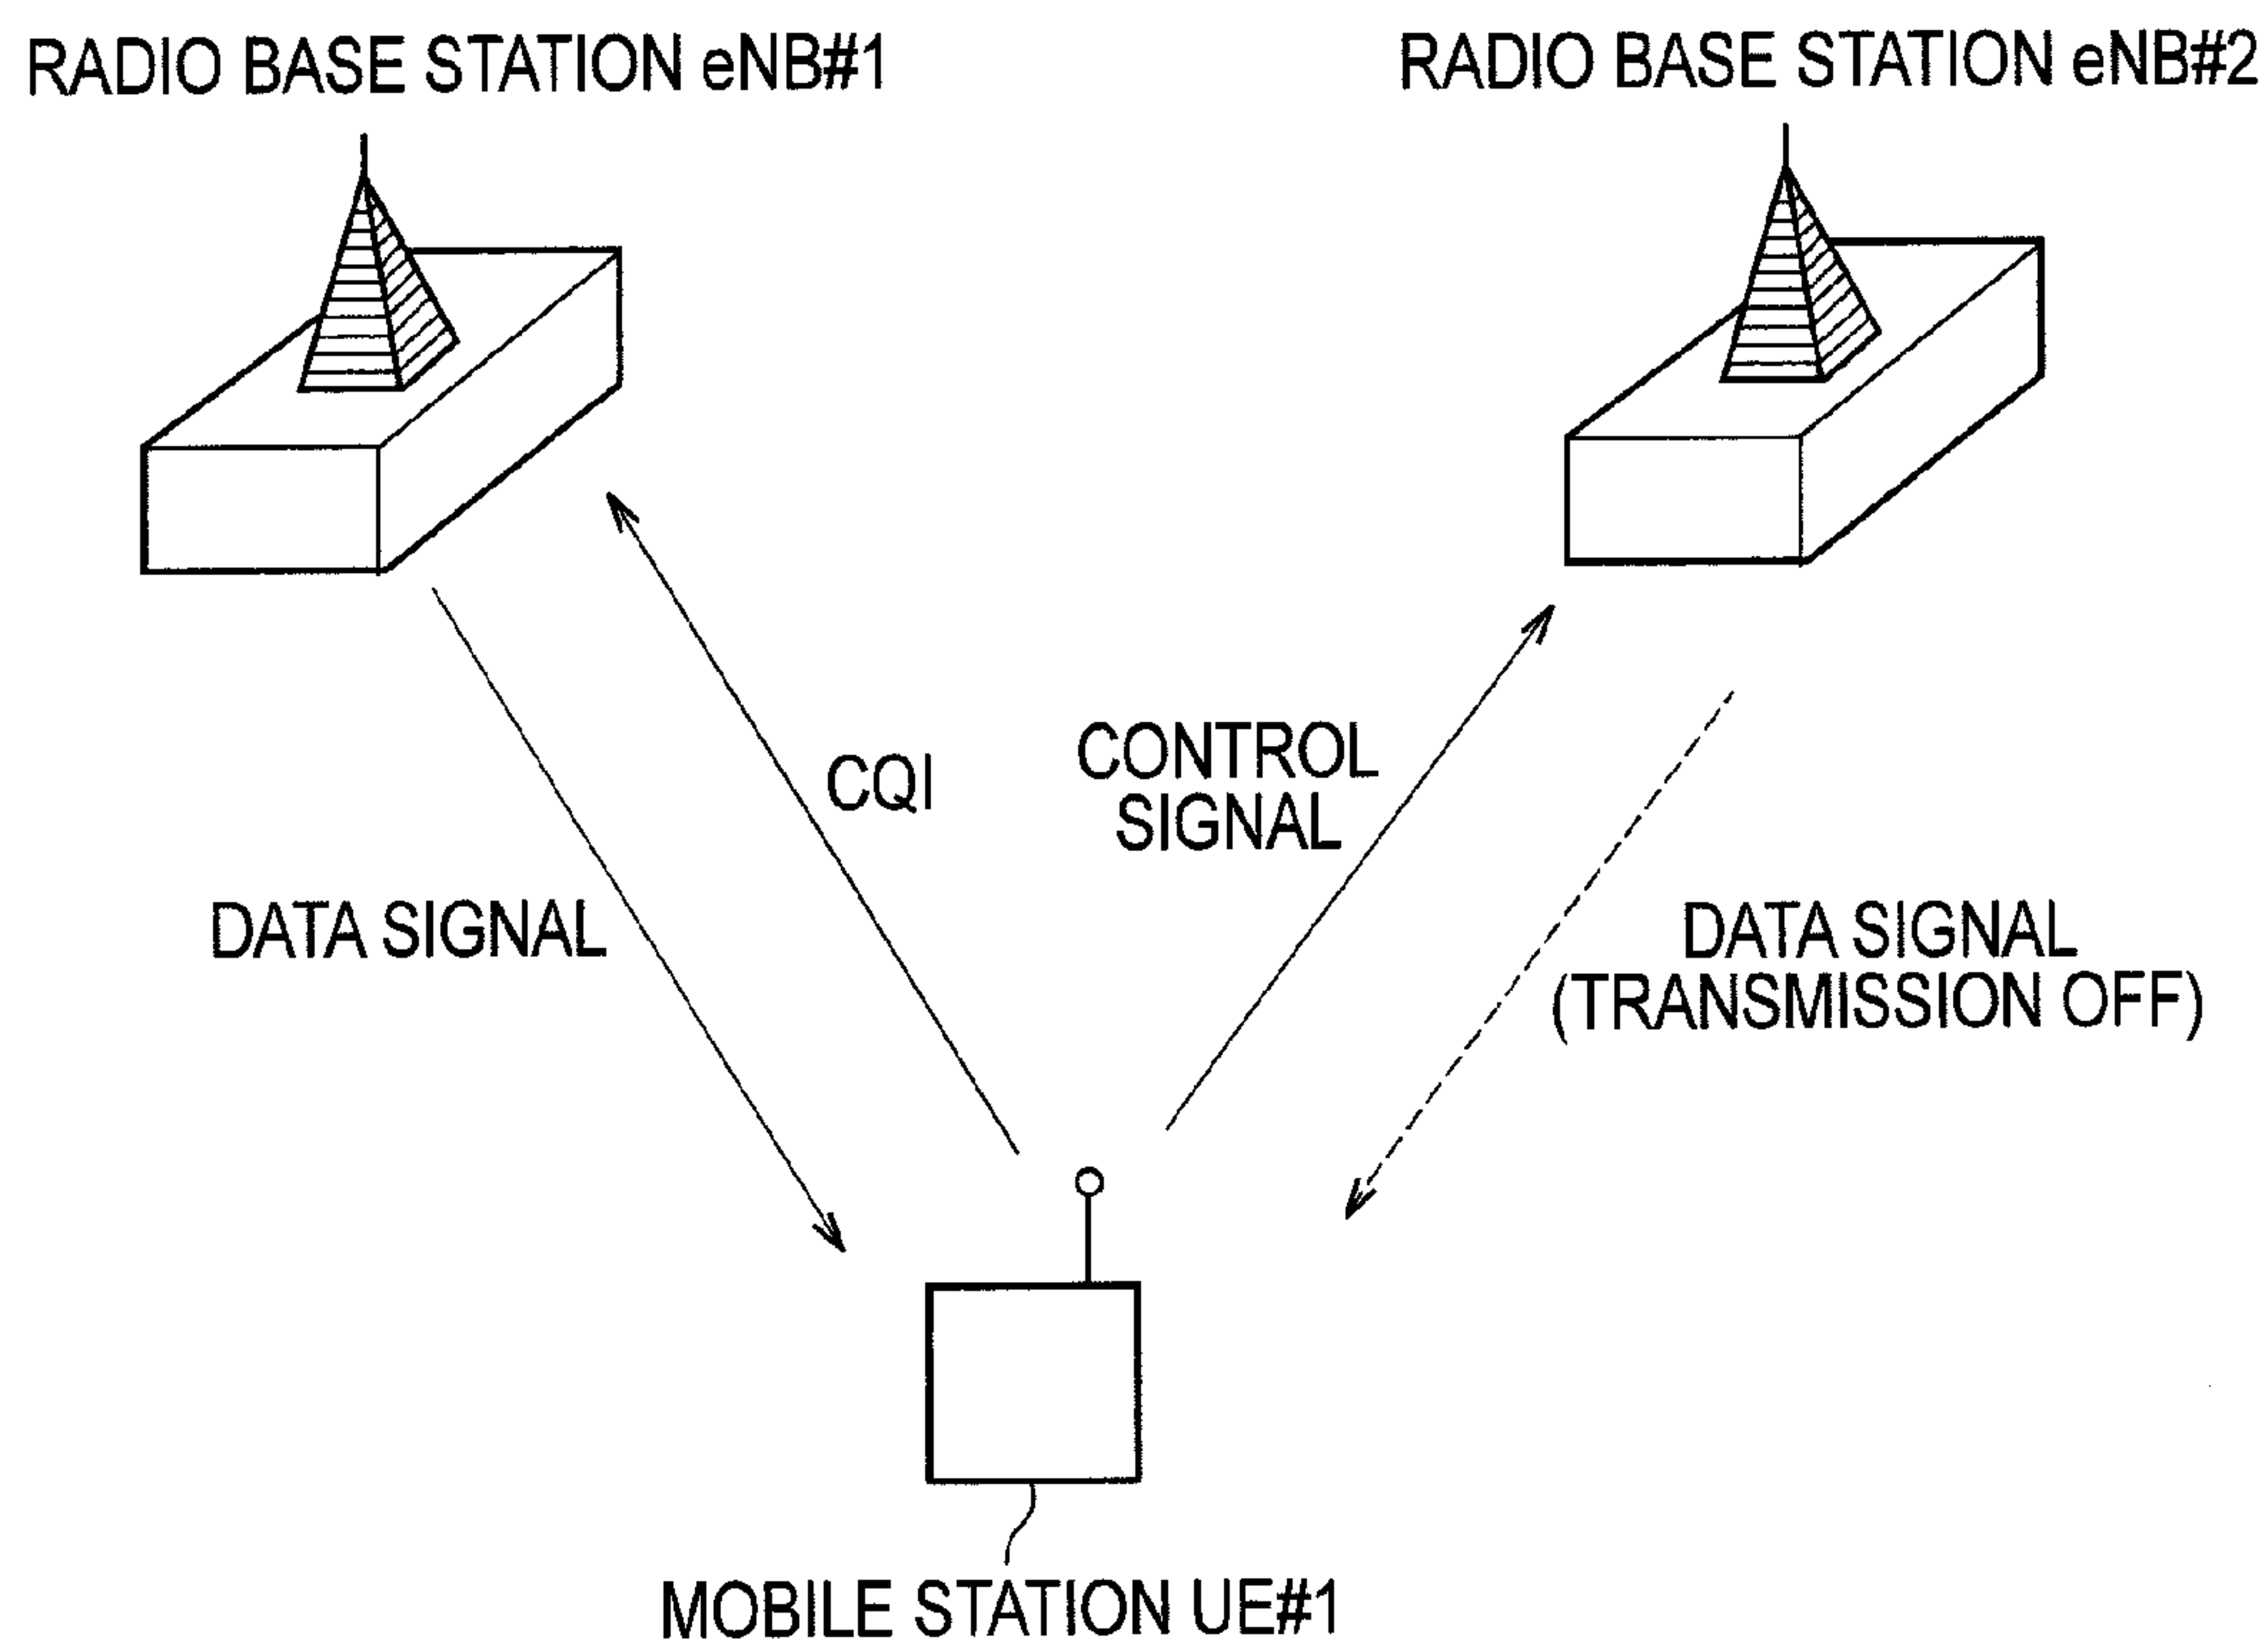 RADIO BASE STATION eNB#1
RADIO BASE STATION eNB#2
CQI
CONTROL
SIGNAL
DATA SIGNAL
DATA SIGNAL
(TRANSMISSION OFF)
MOBILE STATION UE#1